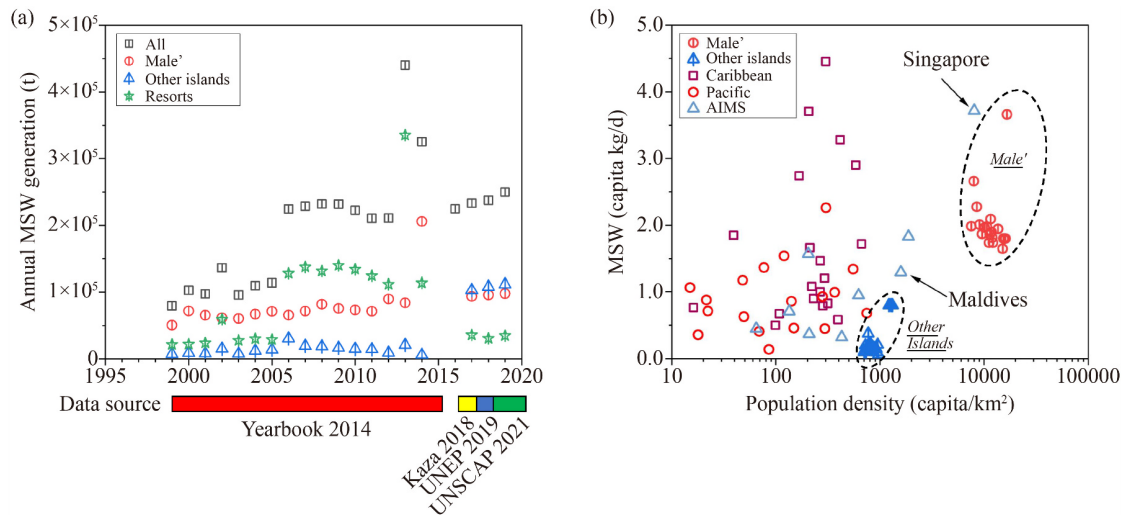 (a)
Annual MSW generation (t)
5×10⁵
4×10⁵
3×10⁵
2×10⁵
1×10⁵
0
All
Male’
Other islands
Resorts
1995
2000
2005
2010
2015
2020
Data source
Yearbook 2014
Kaza 2018
UNEP 2019
UNSCAP 2021
(b)
MSW (capita kg/d)
5.0
4.0
3.0
2.0
1.0
0.0
Male’
Other islands
Caribbean
Pacific
AIMS
Singapore
Male'
Maldives
Other
Islands
10
100
1000
10000
100000
Population density (capita/km²)